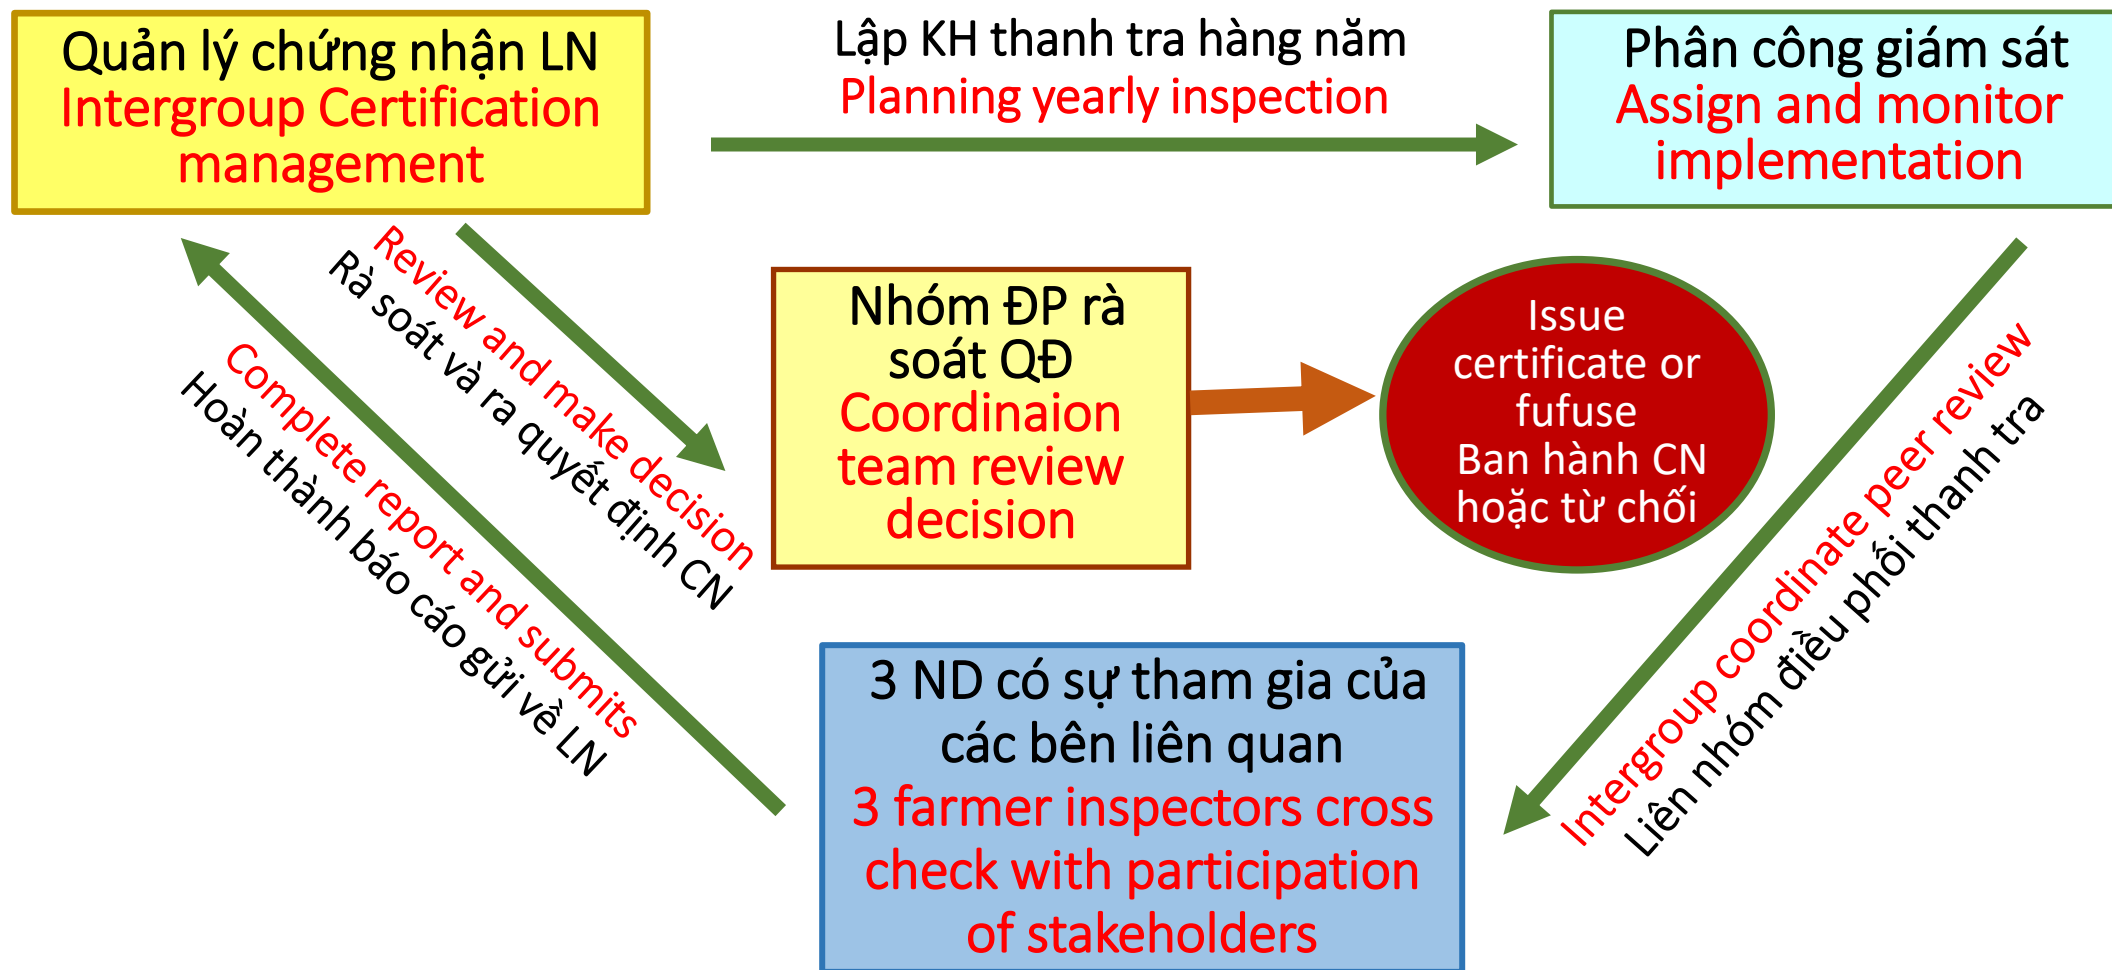 Quản lý chứng nhận LN
Intergroup Certification
management
Lập KH thanh tra hàng năm
Planning yearly inspection
Phân công giám sát
Assign and monitor
implementation
Review and make decision
Rà soát và ra quyết định CN
Complete report and submits
Hoàn thành báo cáo gửi về LN
Nhóm ĐP rà
soát QĐ
Coordinaion
team review
decision
Issue
certificate or
fufuse
Ban hành CN
hoặc từ chối
Intergroup coordinate peer review
Liên nhóm điều phối thanh tra
3 ND có sự tham gia của
các bên liên quan
3 farmer inspectors cross
check with participation
of stakeholders